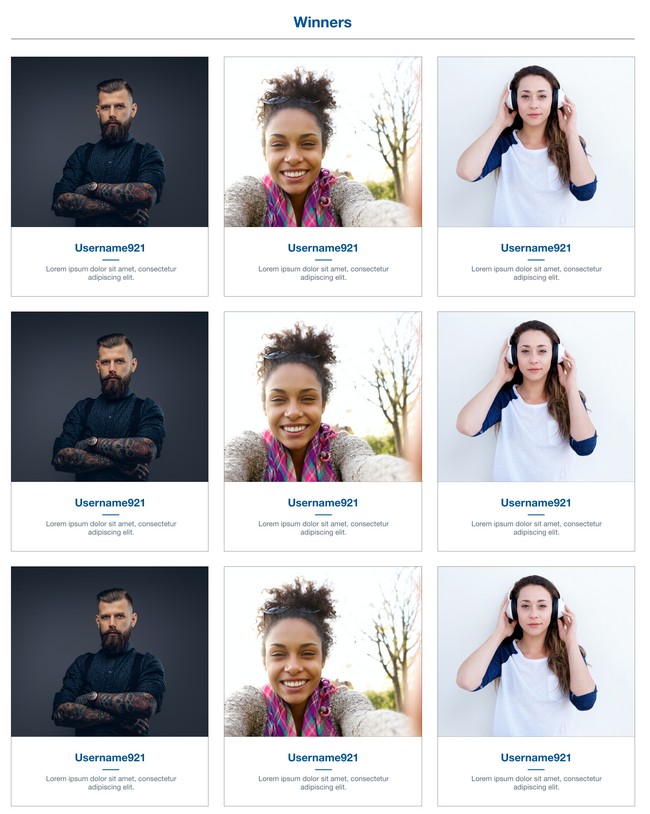 Winners
Username921
Username921
Username921
Lorem ipsum dolor sit amet, consectetur
adipiscing elit.
Lorem ipsum dolor sit amet, consectetur
adipiscing elit.
Lorem ipsum dolor sit amet, consectetur
adipiscing elit.
Username921
Username921
Username921
Lorem ipsum dolor sit amet, consectetur
adipiscing elit.
Lorem ipsum dolor sit amet, consectetur
adipiscing elit.
Lorem ipsum dolor sit amet, consectetur
adipiscing elit.
Username921
Username921
Username921
Lorem ipsum dolor sit amet, consectetur
adipiscing elit.
Lorem ipsum dolor sit amet, consectetur
adipiscing elit.
Lorem ipsum dolor sit amet, consectetur
adipiscing elit.